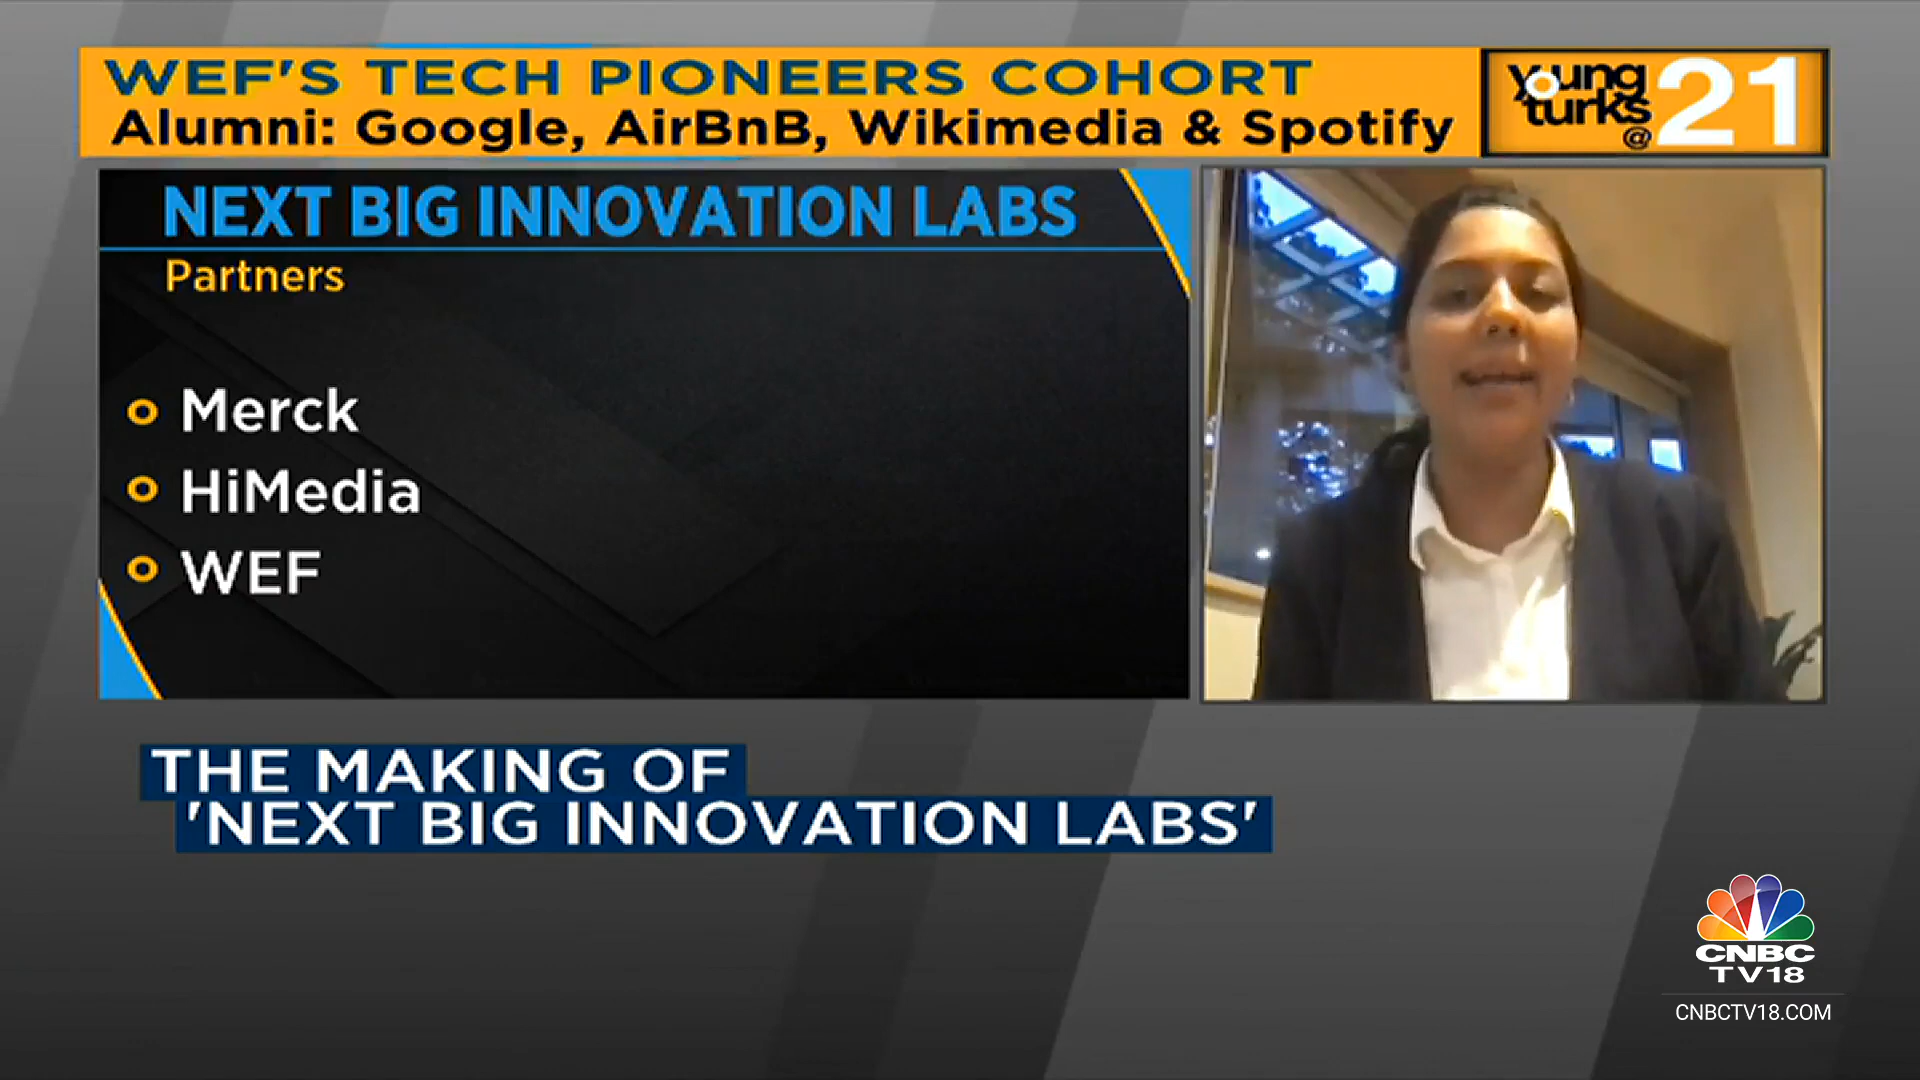 WEF'S TECH PIONEERS COHORT
Alumni: Google, AirBnB, Wikimedia & Spotify
young
turks
@21
NEXT BIG INNOVATION LABS
Partners
Merck
HiMedia
WEF
THE MAKING OF
'NEXT BIG INNOVATION LABS'
CNBC
TV18
CNBCTV18.COM